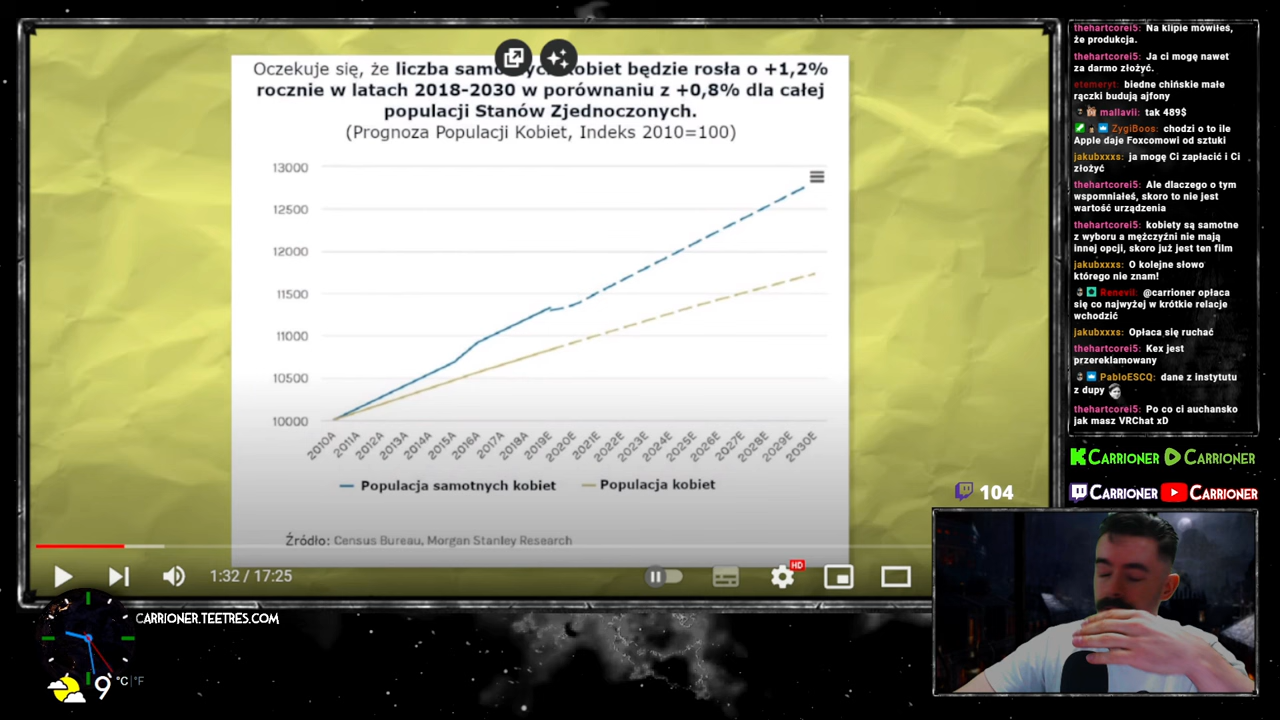 Oczekuje się, że liczba kobiet będzie rosła o +1,2%
rocznie w latach 2018-2030 w porównaniu z +0,8% dla całej
populacji Stanów Zjednoczonych.
(Prognoza Populacji Kobiet, Indeks 2010=100)
13000
12500
12000
11500
11000
10500
10000
2010A
2011A
2012A
2013A
2014A
2015A
2016A
2017A
2018A
2019E
2020E
2021E
2022E
2023E
2024E
2025E
2026E
2027E
2028E
2029E
2030E
Populacja samotnych kobiet
Populacja kobiet
Źródło: Census Bureau, Morgan Stanley Research
1:32 / 17:25
HD
104
thehartcorei5: Na klipie mówiłeś,
że produkcja.
thehartcorei5: Ja ci mogę nawet
za darmo złożyć.
etemeryt: biedne chińskie małe
rączki budują ajfony
mallavii: tak 489$
ZygiBoos: chodzi o to ile
Apple daje Foxcomowi od sztuki
jakubxxxs: ja mogę Ci zapłacić i Ci
złożyć
thehartcorei5: Ale dlaczego o tym
wspomniałeś, skoro to nie jest
wartość urządzenia
thehartcorei5: kobiety są samotne
z wyboru a mężczyźni nie mają
innej opcji, skoro już jest ten film
jakubxxxs: O kolejne słowo
którego nie znam!
Renevil: @carrioner opłaca
się co najwyżej w krótkie relacje
wchodzić
jakubxxxs: Opłaca się ruchać
thehartcorei5: Kex jest
przereklamowany
PabloESCQ: dane z instytutu
z dupy
thehartcorei5: Po co ci auchansko
jak masz VRChat xD
CARRIONER CARRIONER
CARRIONER CARRIONER
CARRIONER.TEETRES.COM
9 °C °F